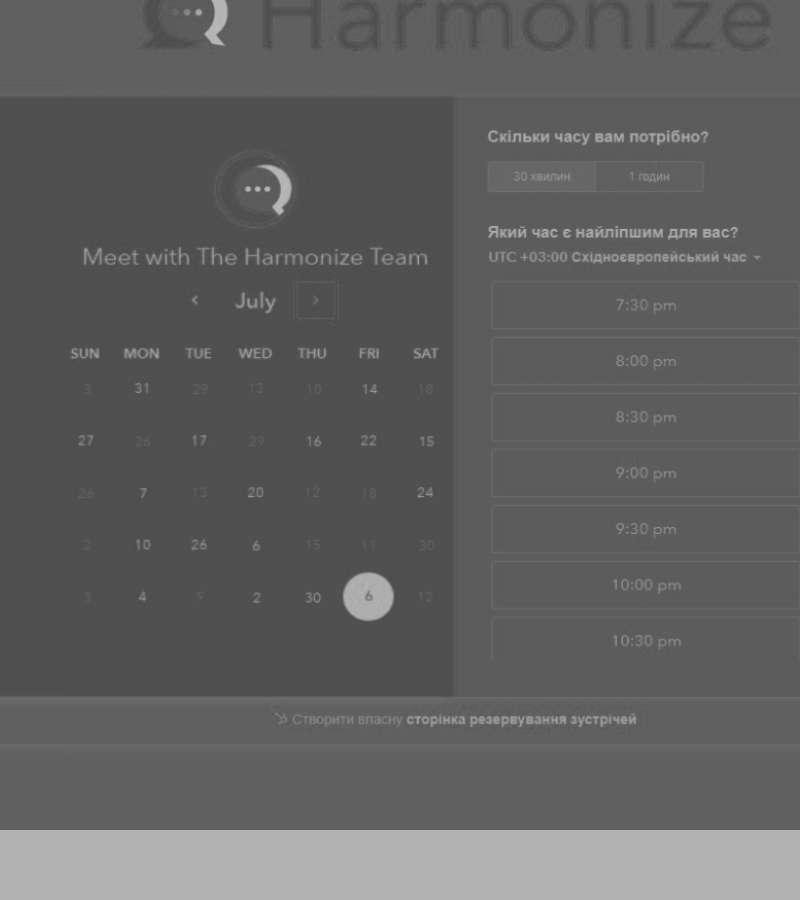 Harmonize
Meet with The Harmonize Team
July
SUN MON TUE WED THU FRI SAT
3 31 29 13 10 14 18
27 26 17 29 16 22 15
26 7 13 20 12 18 24
2 10 26 6 15 11 30
3 4 9 2 30 6 12
Скільки часу вам потрібно?
30 хвилин 1 годин
Який час є найліпшим для вас?
UTC +03:00 Східноєвропейський час
7:30 pm
8:00 pm
8:30 pm
9:00 pm
9:30 pm
10:00 pm
10:30 pm
Створити власну сторінка резервування зустрічей